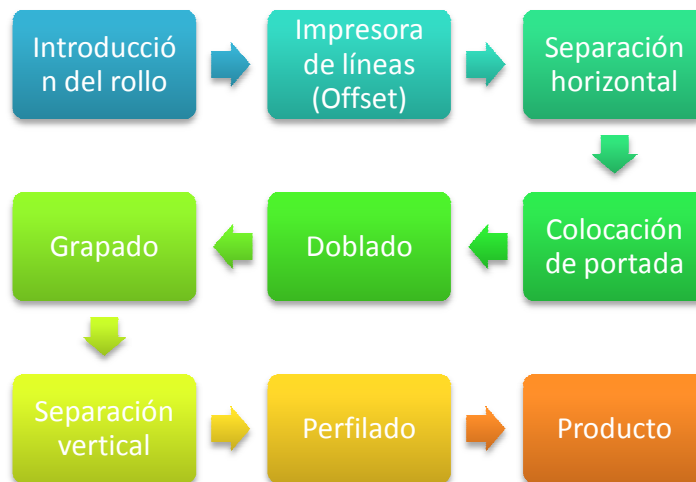 Introducció
n del rollo
Impresora
de líneas
(Offset)
Separación
horizontal
Colocación
de portada
Doblado
Grapado
Separación
vertical
Perfilado
Producto